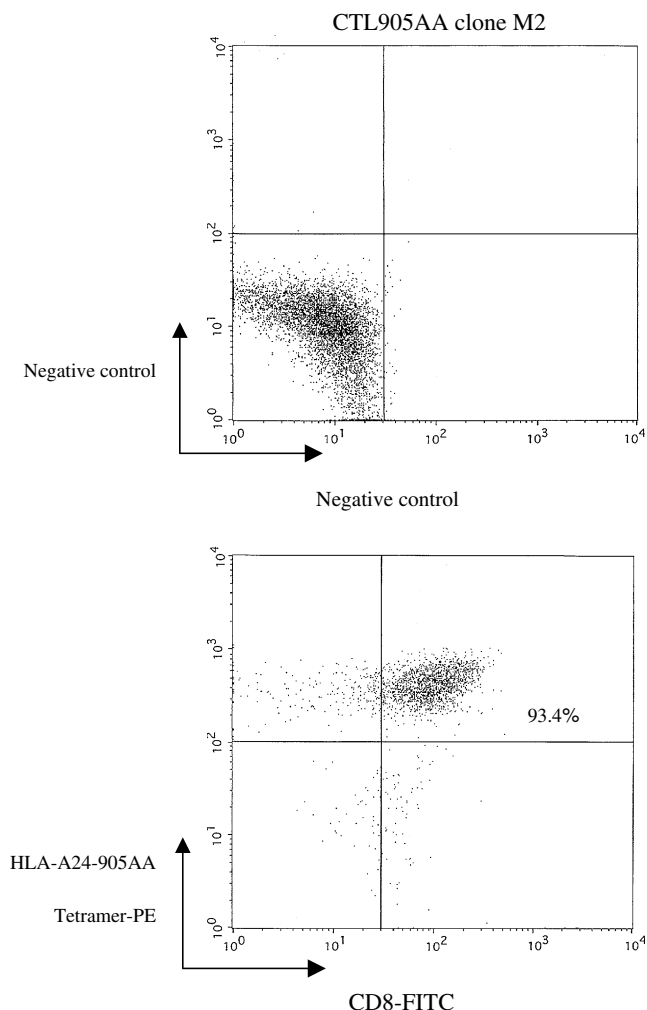 CTL905AA clone M2
10^4
10^3
10^2
10^1
10^0
Negative control
10^0 10^1 10^2 10^3 10^4
Negative control
10^4
10^3
93.4%
10^2
10^1
HLA-A24-905AA
Tetramer-PE
10^0
10^0 10^1 10^2 10^3 10^4
CD8-FITC